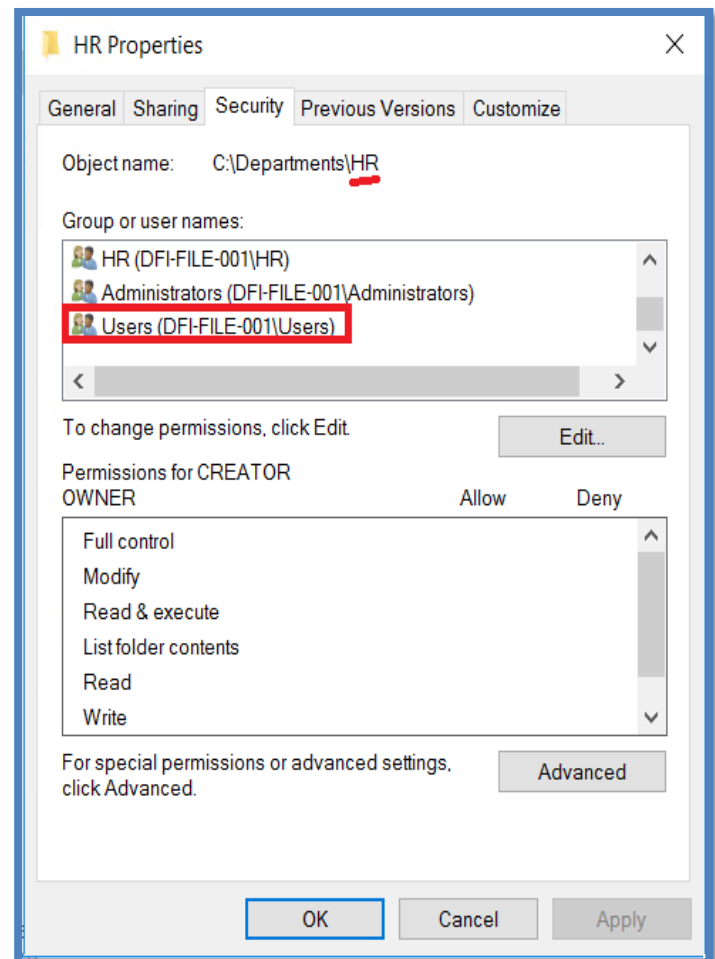 HR Properties
General Sharing Security Previous Versions Customize
Object name: C:\Departments\HR
Group or user names:
HR (DFI-FILE-001\HR)
Administrators (DFI-FILE-001\Administrators)
Users (DFI-FILE-001\Users)
To change permissions, click Edit.
Edit...
Permissions for CREATOR
OWNER Allow Deny
Full control
Modify
Read & execute
List folder contents
Read
Write
For special permissions or advanced settings,
click Advanced.
Advanced
OK Cancel Apply